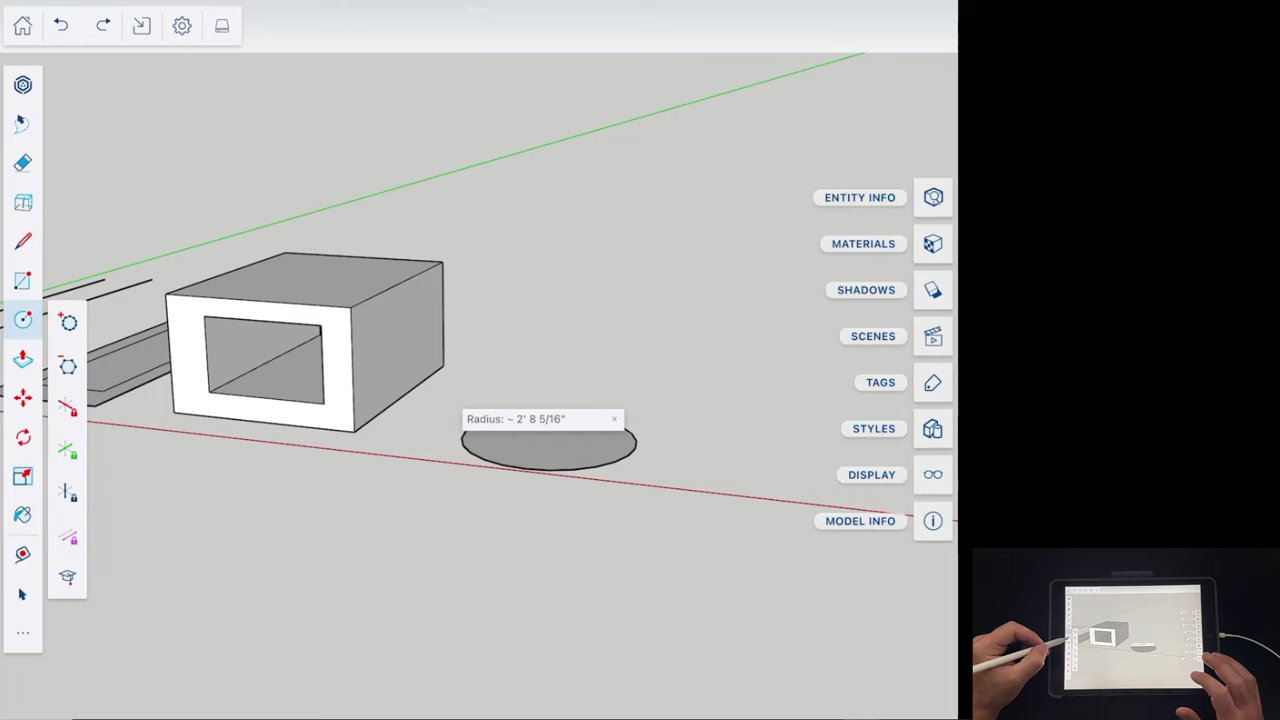 ENTITY INFO
MATERIALS
SHADOWS
SCENES
TAGS
Radius: ~ 2' 8 5/16" ×
STYLES
DISPLAY
MODEL INFO